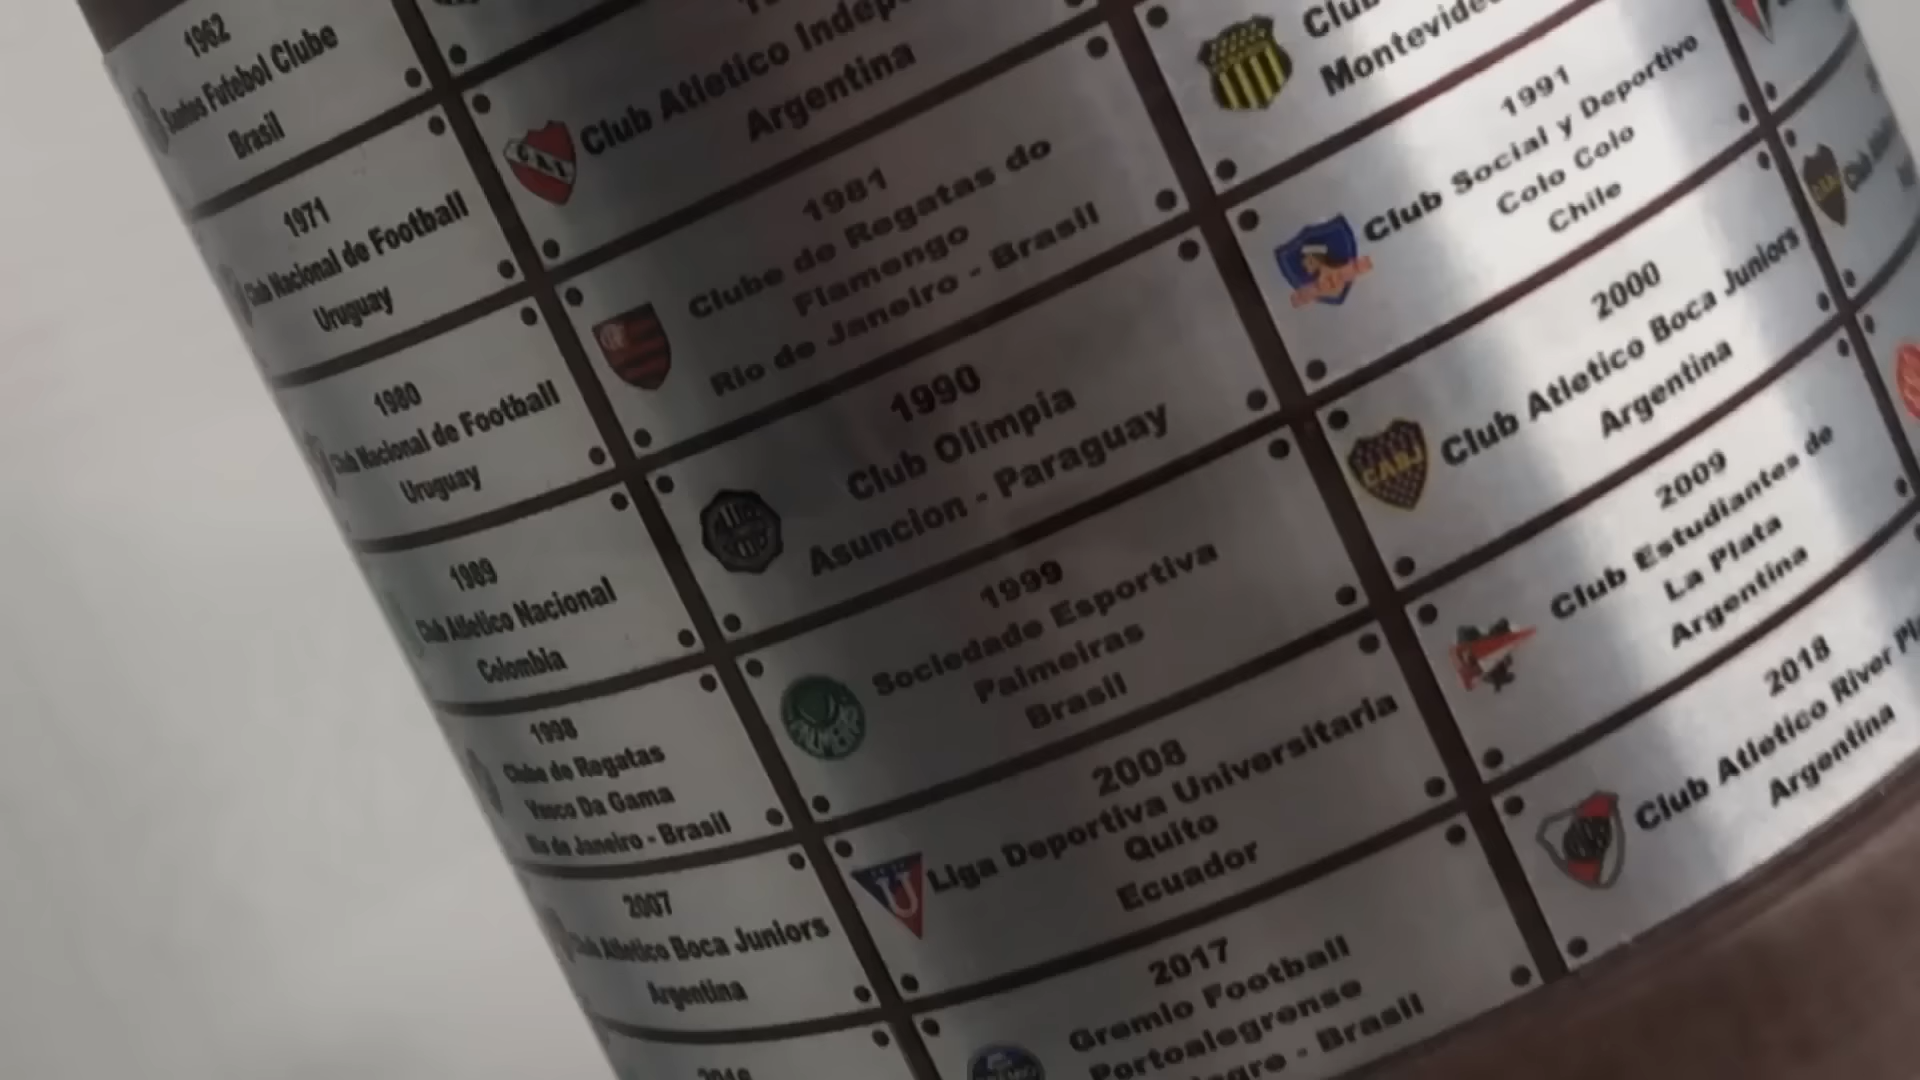 1962
Santos Futebol Clube
Brasil
1971
Club Nacional de Football
Uruguay
1980
Club Nacional de Football
Uruguay
1989
Club Atletico Nacional
Colombia
1998
Clube de Regatas
Vasco Da Gama
Rio de Janeiro - Brasil
2007
Club Atletico Boca Juniors
Argentina
2016
Club Atletico
Argentina
CAI
1981
Clube de Regatas do
Flamengo
Rio de Janeiro - Brasil
1990
Club Olimpia
Asuncion - Paraguay
1999
Sociedade Esportiva
Palmeiras
Brasil
2008
Liga Deportiva Universitaria
Quito
Ecuador
U
2017
Gremio Football
Portoalegrense
- Brasil
Club
1991
Club Social y Deportivo
Colo Colo
Chile
2000
Club Atletico Boca Juniors
Argentina
CABJ
2009
Club Estudiantes de
La Plata
Argentina
2018
Club Atletico River
Argentina